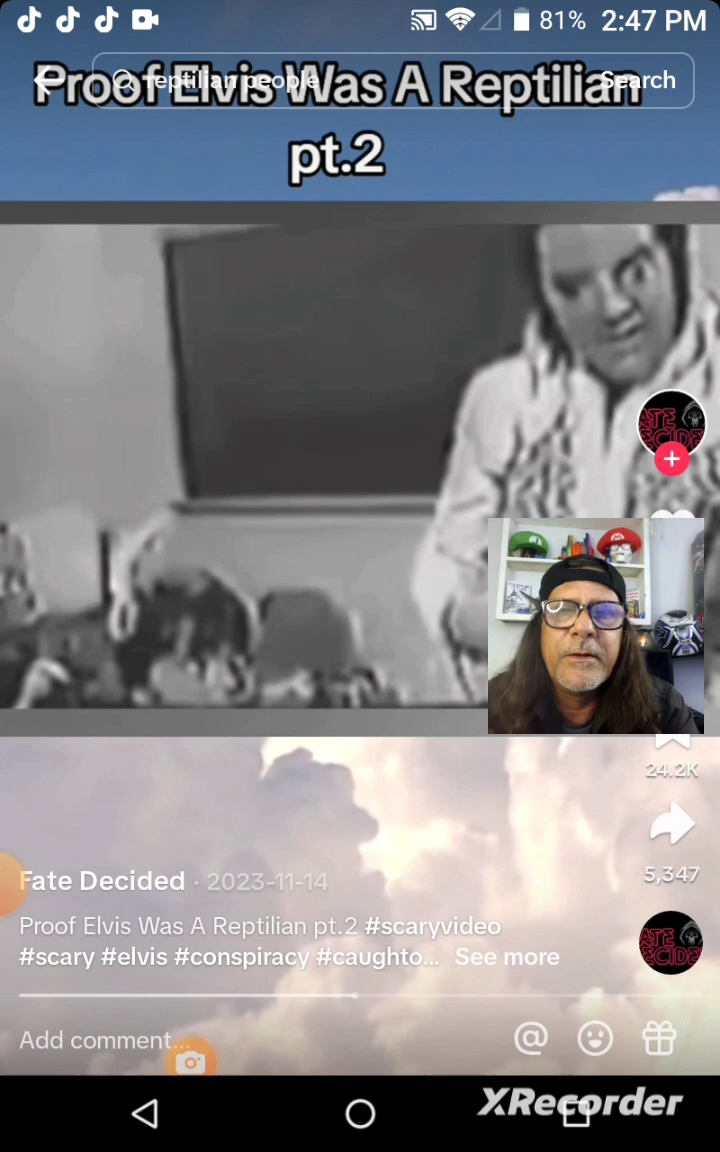 81% 2:47 PM
reptilian people Search
Proof Elvis Was A Reptilian
pt.2
24.2K
5,347
Fate Decided · 2023-11-14
Proof Elvis Was A Reptilian pt.2 #scaryvideo
#scary #elvis #conspiracy #caughto... See more
Add comment...
XRecorder